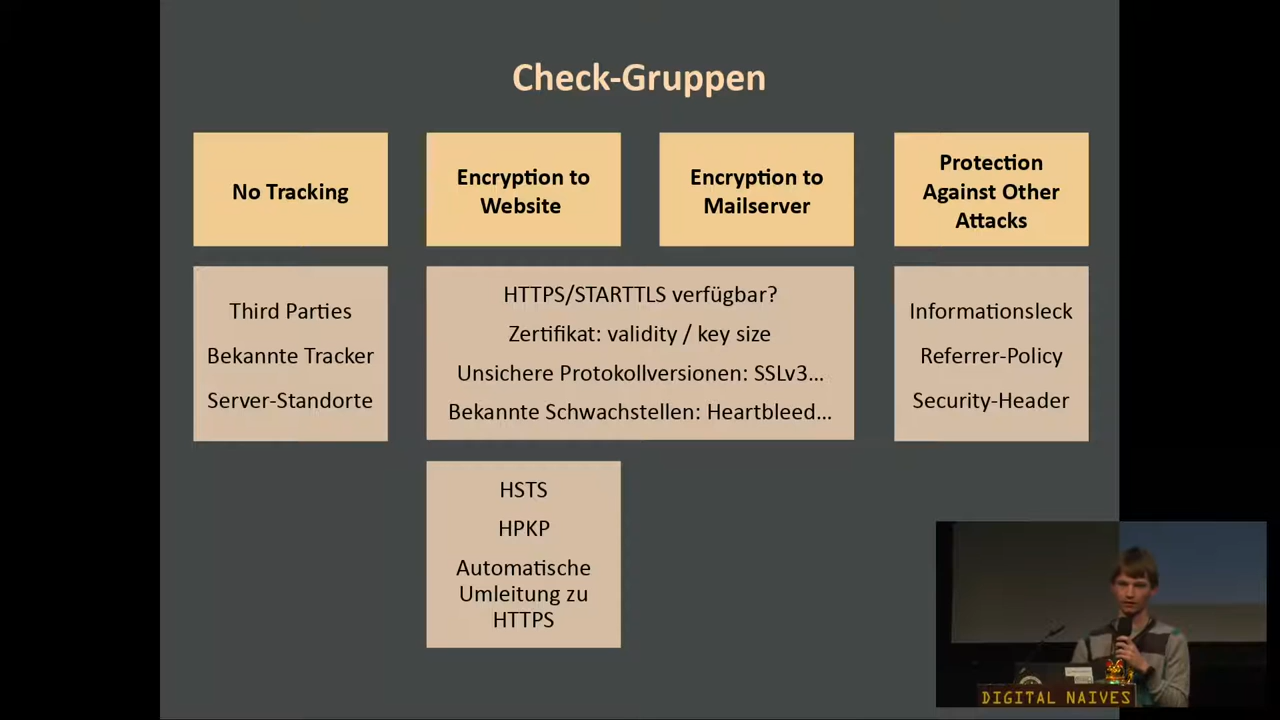 Check-Gruppen
No Tracking
Encryption to
Website
Encryption to
Mailserver
Protection
Against Other
Attacks
Third Parties
Bekannte Tracker
Server-Standorte
HTTPS/STARTTLS verfügbar?
Zertifikat: validity / key size
Unsichere Protokollversionen: SSLv3...
Bekannte Schwachstellen: Heartbleed...
Informationsleck
Referrer-Policy
Security-Header
HSTS
HPKP
Automatische
Umleitung zu
HTTPS
DIGITAL NAIVES